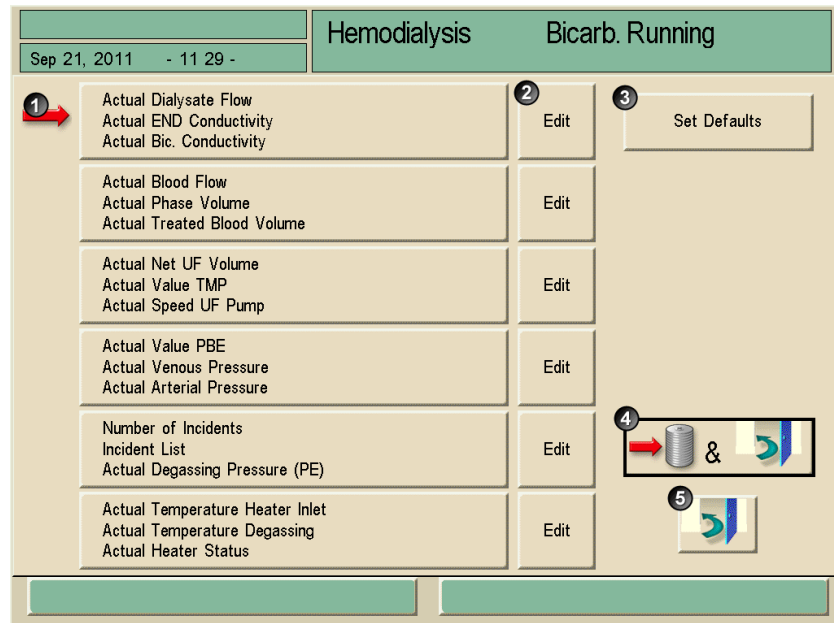 Hemodialysis Bicarb. Running
Sep 21, 2011 - 11 29 -
1
Actual Dialysate Flow
Actual END Conductivity
Actual Bic. Conductivity
2
Edit
3
Set Defaults
Actual Blood Flow
Actual Phase Volume
Actual Treated Blood Volume
Edit
Actual Net UF Volume
Actual Value TMP
Actual Speed UF Pump
Edit
Actual Value PBE
Actual Venous Pressure
Actual Arterial Pressure
Edit
Number of Incidents
Incident List
Actual Degassing Pressure (PE)
Edit
4
&
Actual Temperature Heater Inlet
Actual Temperature Degassing
Actual Heater Status
Edit
5